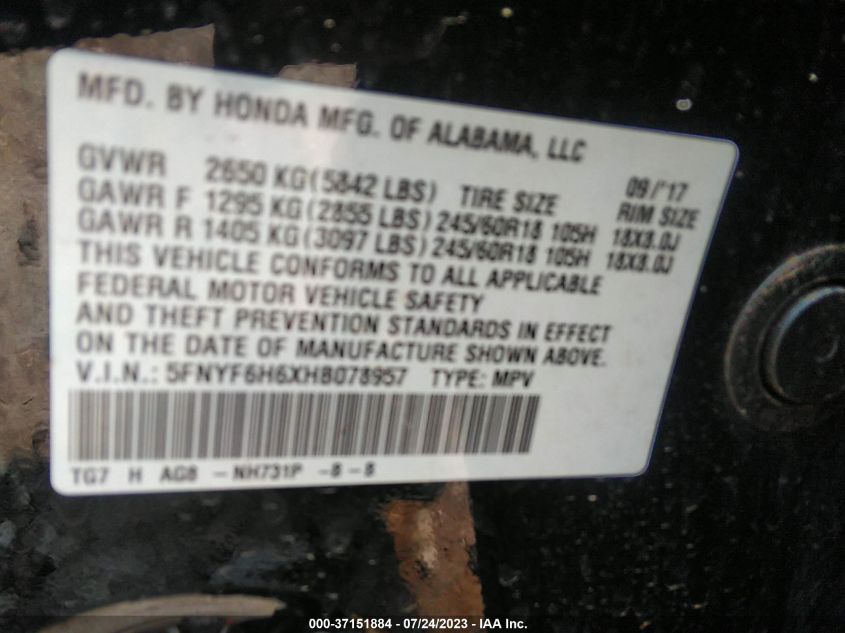 MFD. BY HONDA MFG. OF ALABAMA, LLC
09/'17
GVWR 2650 KG(5842 LBS) TIRE SIZE RIM SIZE
GAWR F 1295 KG(2855 LBS)245/60R18 105H 18X8.0J
GAWR R 1405 KG(3097 LBS)245/60R18 105H 18X8.0J
THIS VEHICLE CONFORMS TO ALL APPLICABLE
FEDERAL MOTOR VEHICLE SAFETY
AND THEFT PREVENTION STANDARDS IN EFFECT
ON THE DATE OF MANUFACTURE SHOWN ABOVE.
V.I.N.: 5FNYF6H6XHB078957 TYPE: MPV
TG7 H AG8 -NH731P -8-8
000-37151884 - 07/24/2023 - IAA Inc.